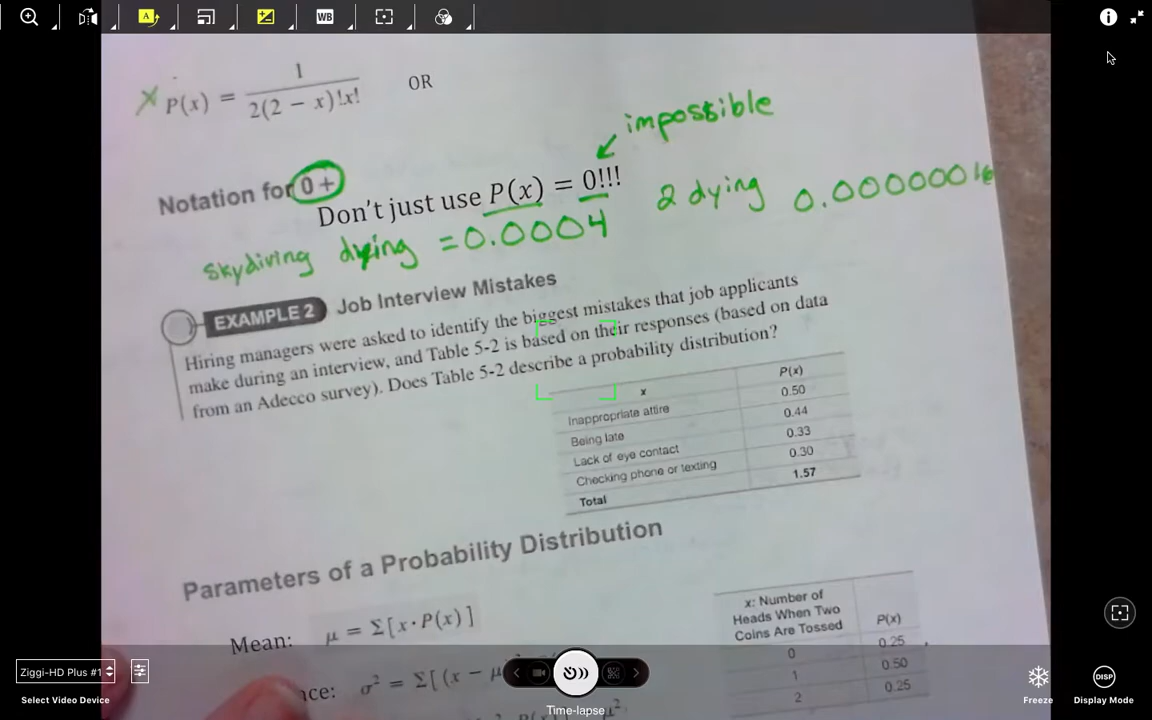 A
WB
i
X P(x) = 1 / 2(2 − x)!x! OR
impossible
Notation for 0+
Don't just use P(x) = 0!!!
2 dying 0.00000016
skydiving dying = 0.0004
EXAMPLE 2 Job Interview Mistakes
Hiring managers were asked to identify the biggest mistakes that job applicants
make during an interview, and Table 5-2 is based on their responses (based on data
from an Adecco survey). Does Table 5-2 describe a probability distribution?
x P(x)
Inappropriate attire 0.50
Being late 0.44
Lack of eye contact 0.33
Checking phone or texting 0.30
Total 1.57
Parameters of a Probability Distribution
Mean: μ = Σ[x · P(x)]
σ² = Σ[(x − μ
x: Number of
Heads When Two
Coins Are Tossed P(x)
0 0.25
1 0.50
2 0.25
Ziggi-HD Plus #1
Select Video Device
Time-lapse
Freeze
DISP
Display Mode